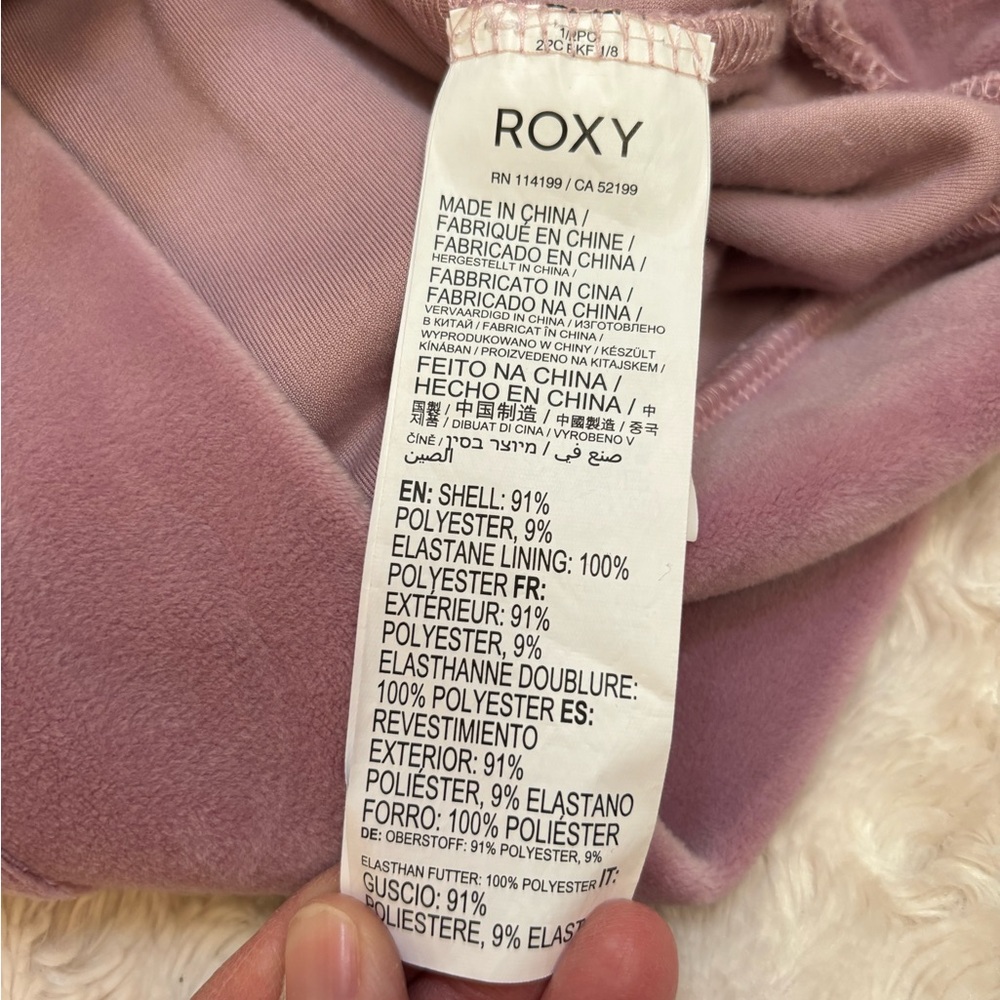 2PC
1/8
ROXY
RN 114199 / CA 52199
MADE IN CHINA /
FABRIQUÉ EN CHINE /
FABRICADO EN CHINA /
HERGESTELLT IN CHINA /
FABBRICATO IN CINA /
FABRICADO NA CHINA /
VERVAARDIGD IN CHINA / ИЗГОТОВЛЕНО
В КИТАЙ / FABRICAT ÎN CHINA /
WYPRODUKOWANO W CHINY / KÉSZÜLT
KÍNÁBAN / PROIZVEDENO NA KITAJSKEM /
FEITO NA CHINA /
HECHO EN CHINA / 中
国製 / 中国制造 / 中國製造 / 중국
제품 / DIBUAT DI CINA / VYROBENO V
ČÍNĚ / מיוצר בסין / صنع في
الصين
EN: SHELL: 91%
POLYESTER, 9%
ELASTANE LINING: 100%
POLYESTER FR:
EXTÉRIEUR: 91%
POLYESTER, 9%
ELASTHANNE DOUBLURE:
100% POLYESTER ES:
REVESTIMIENTO
EXTERIOR: 91%
POLIÉSTER, 9% ELASTANO
FORRO: 100% POLIÉSTER
DE: OBERSTOFF: 91% POLYESTER, 9%
ELASTHAN FUTTER: 100% POLYESTER IT:
GUSCIO: 91%
POLIESTERE, 9% ELAST